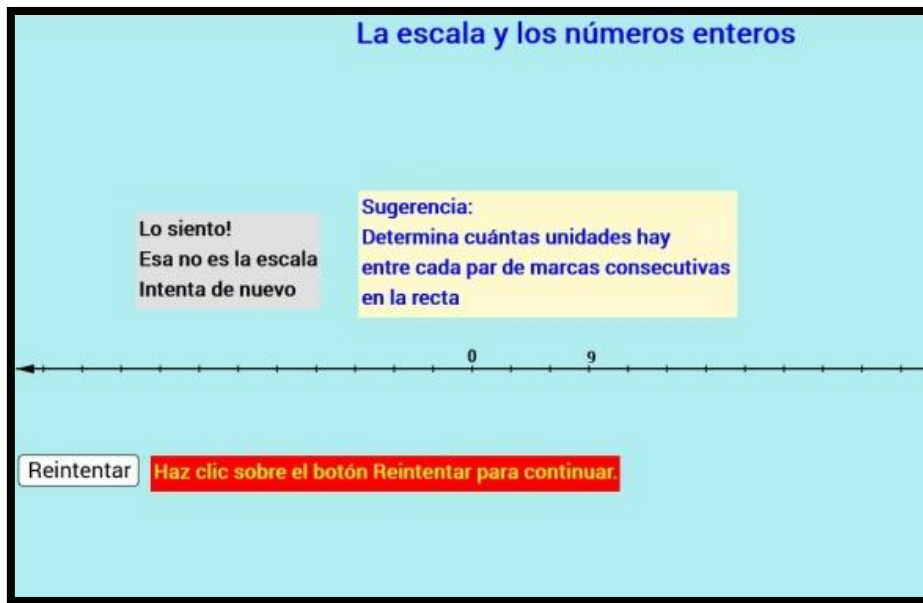 La escala y los números enteros
Lo siento!
Esa no es la escala
Intenta de nuevo
Sugerencia:
Determina cuántas unidades hay
entre cada par de marcas consecutivas
en la recta
0
9
Reintentar
Haz clic sobre el botón Reintentar para continuar.